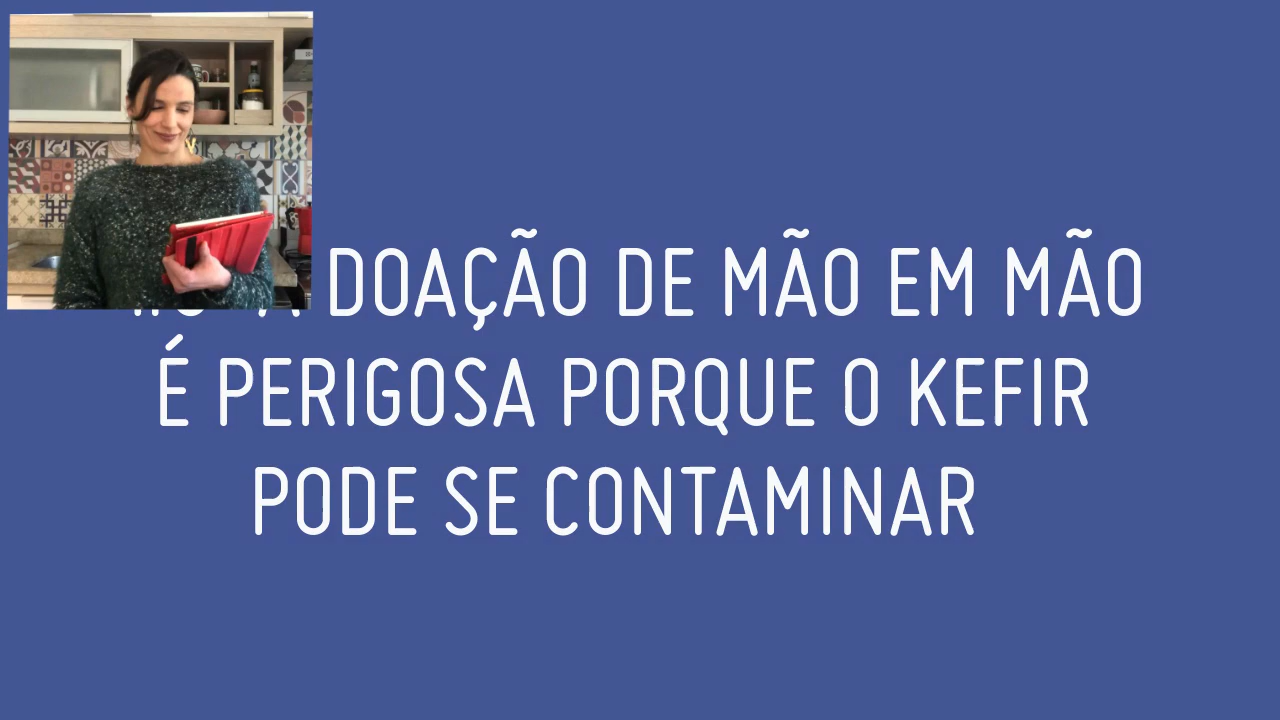 DOAÇÃO DE MÃO EM MÃO
É PERIGOSA PORQUE O KEFIR
PODE SE CONTAMINAR